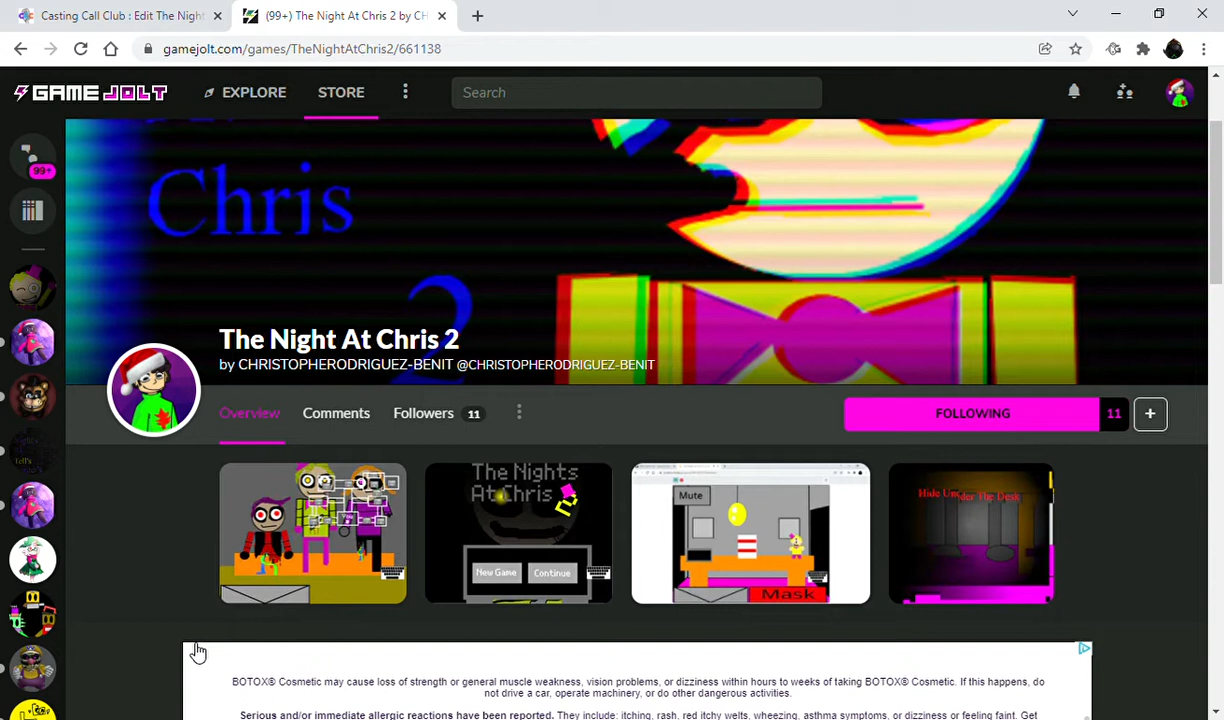 Casting Call Club : Edit The Night
(99+) The Night At Chris 2 by CH
gamejolt.com/games/TheNightAtChris2/661138
GAME JOLT
EXPLORE
STORE
Search
99+
Chris
2
The Night At Chris 2
by CHRISTOPHERODRIGUEZ-BENIT @CHRISTOPHERODRIGUEZ-BENIT
Overview
Comments
Followers 11
FOLLOWING 11
The Nights
At Chris
New Game
Continue
Mute
Mask
BOTOX® Cosmetic may cause loss of strength or general muscle weakness, vision problems, or dizziness within hours to weeks of taking BOTOX® Cosmetic. If this happens, do
not drive a car, operate machinery, or do other dangerous activities.
Serious and/or immediate allergic reactions have been reported. They include: itching, rash, red itchy welts, wheezing, asthma symptoms, or dizziness or feeling faint. Get